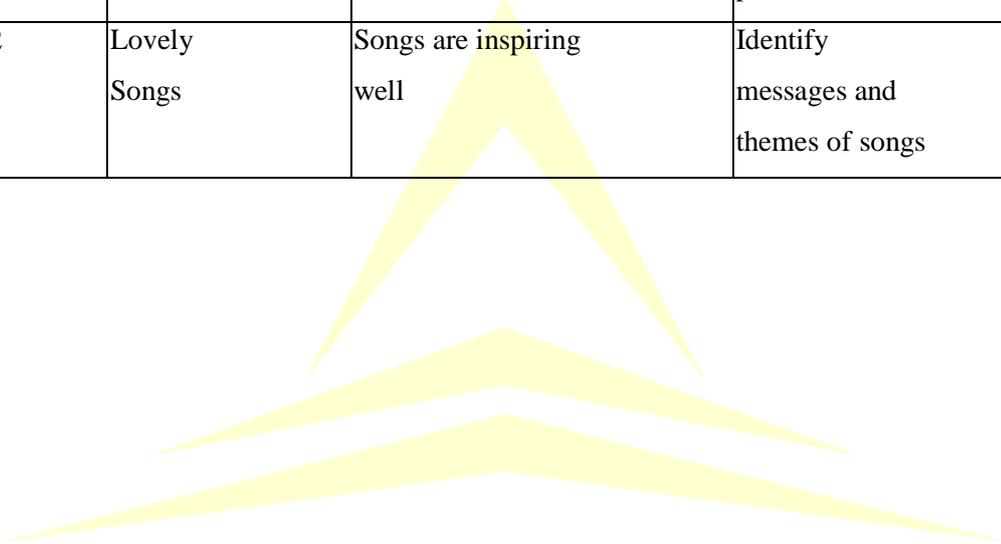 Lovely
Songs
Songs are inspiring
well
Identify
messages and
themes of songs